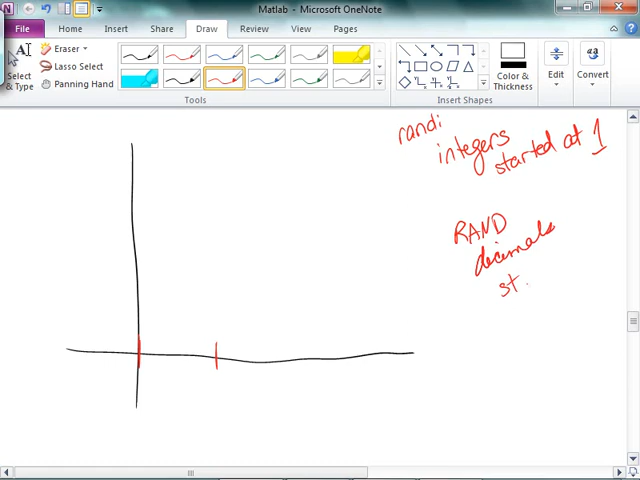 Matlab - Microsoft OneNote
File Home Insert Share Draw Review View Pages
Select & Type
Eraser
Lasso Select
Panning Hand
Color & Thickness
Edit
Convert
Tools
Insert Shapes
randi
integers
started at 1
RAND
decimals
st.